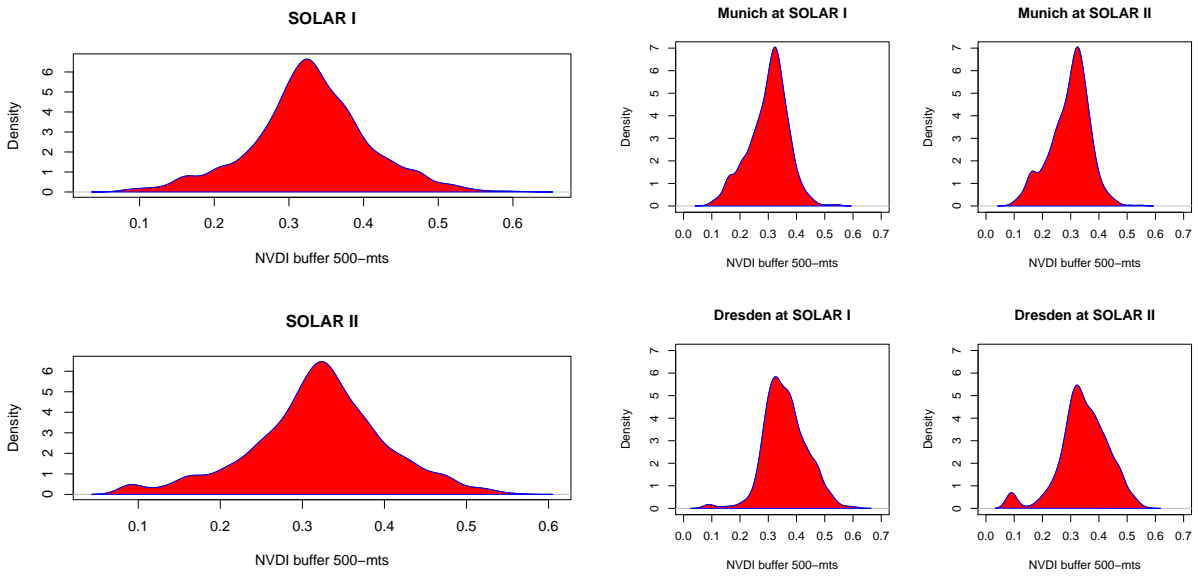 SOLAR I
Density
0 1 2 3 4 5 6
0.1 0.2 0.3 0.4 0.5 0.6
NVDI buffer 500−mts
SOLAR II
Density
0 1 2 3 4 5 6
0.1 0.2 0.3 0.4 0.5 0.6
NVDI buffer 500−mts
Munich at SOLAR I
Density
0 1 2 3 4 5 6 7
0.0 0.1 0.2 0.3 0.4 0.5 0.6 0.7
NVDI buffer 500−mts
Munich at SOLAR II
Density
0 1 2 3 4 5 6 7
0.0 0.1 0.2 0.3 0.4 0.5 0.6 0.7
NVDI buffer 500−mts
Dresden at SOLAR I
Density
0 1 2 3 4 5 6 7
0.0 0.1 0.2 0.3 0.4 0.5 0.6 0.7
NVDI buffer 500−mts
Dresden at SOLAR II
Density
0 1 2 3 4 5 6 7
0.0 0.1 0.2 0.3 0.4 0.5 0.6 0.7
NVDI buffer 500−mts